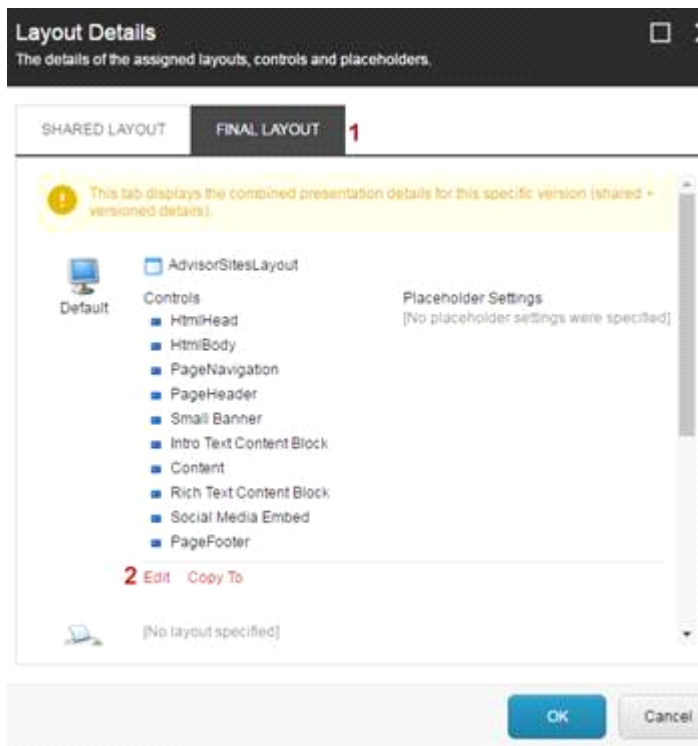 Layout Details
The details of the assigned layouts, controls and placeholders.
SHARED LAYOUT
FINAL LAYOUT
1
This tab displays the combined presentation details for this specific version (shared +
versioned details).
Default
AdvisorSitesLayout
Controls
HtmlHead
HtmlBody
PageNavigation
PageHeader
Small Banner
Intro Text Content Block
Content
Rich Text Content Block
Social Media Embed
PageFooter
Placeholder Settings
[No placeholder settings were specified]
2
Edit Copy To
[No layout specified]
OK
Cancel